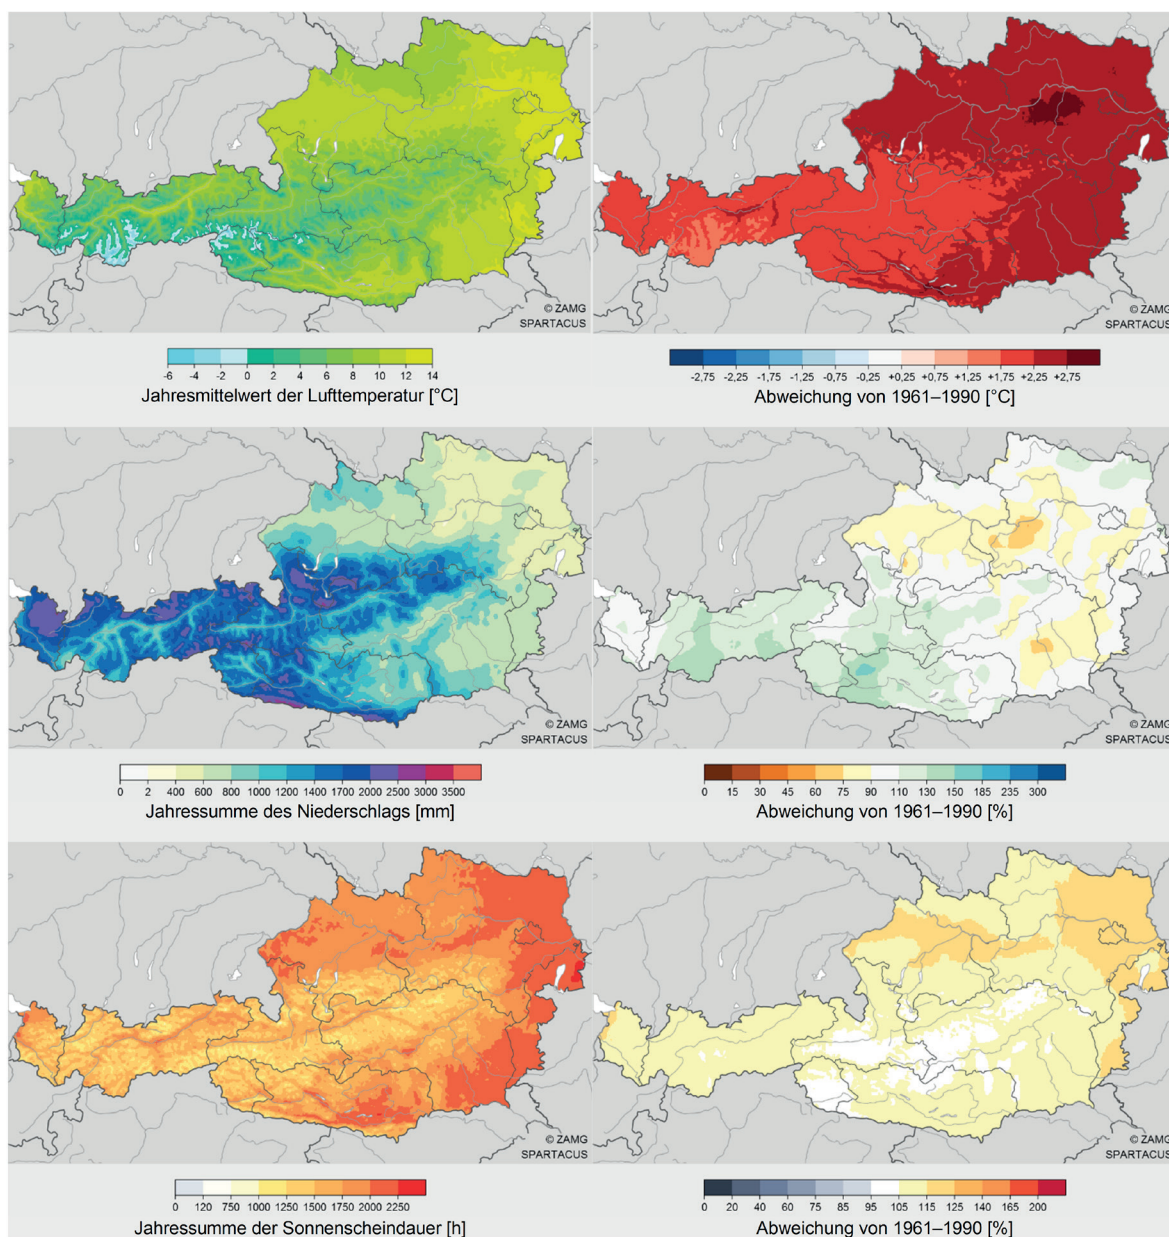 © ZAMG
SPARTACUS
© ZAMG
SPARTACUS
-6 -4 -2 0 2 4 6 8 10 12 14
Jahresmittelwert der Lufttemperatur [°C]
-2,75 -2,25 -1,75 -1,25 -0,75 -0,25 +0,25 +0,75 +1,25 +1,75 +2,25 +2,75
Abweichung von 1961–1990 [°C]
© ZAMG
SPARTACUS
© ZAMG
SPARTACUS
0 2 400 600 800 1000 1200 1400 1700 2000 2500 3000 3500
Jahressumme des Niederschlags [mm]
0 15 30 45 60 75 90 110 130 150 185 235 300
Abweichung von 1961–1990 [%]
© ZAMG
SPARTACUS
© ZAMG
SPARTACUS
0 120 750 1000 1250 1500 1750 2000 2250
Jahressumme der Sonnenscheindauer [h]
0 20 40 60 75 85 95 105 115 125 140 165 200
Abweichung von 1961–1990 [%]